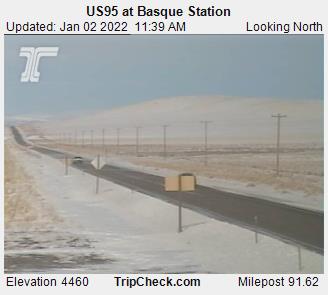 US95 at Basque Station
Updated: Jan 02 2022 11:39 AM Looking North
Elevation 4460 TripCheck.com Milepost 91.62